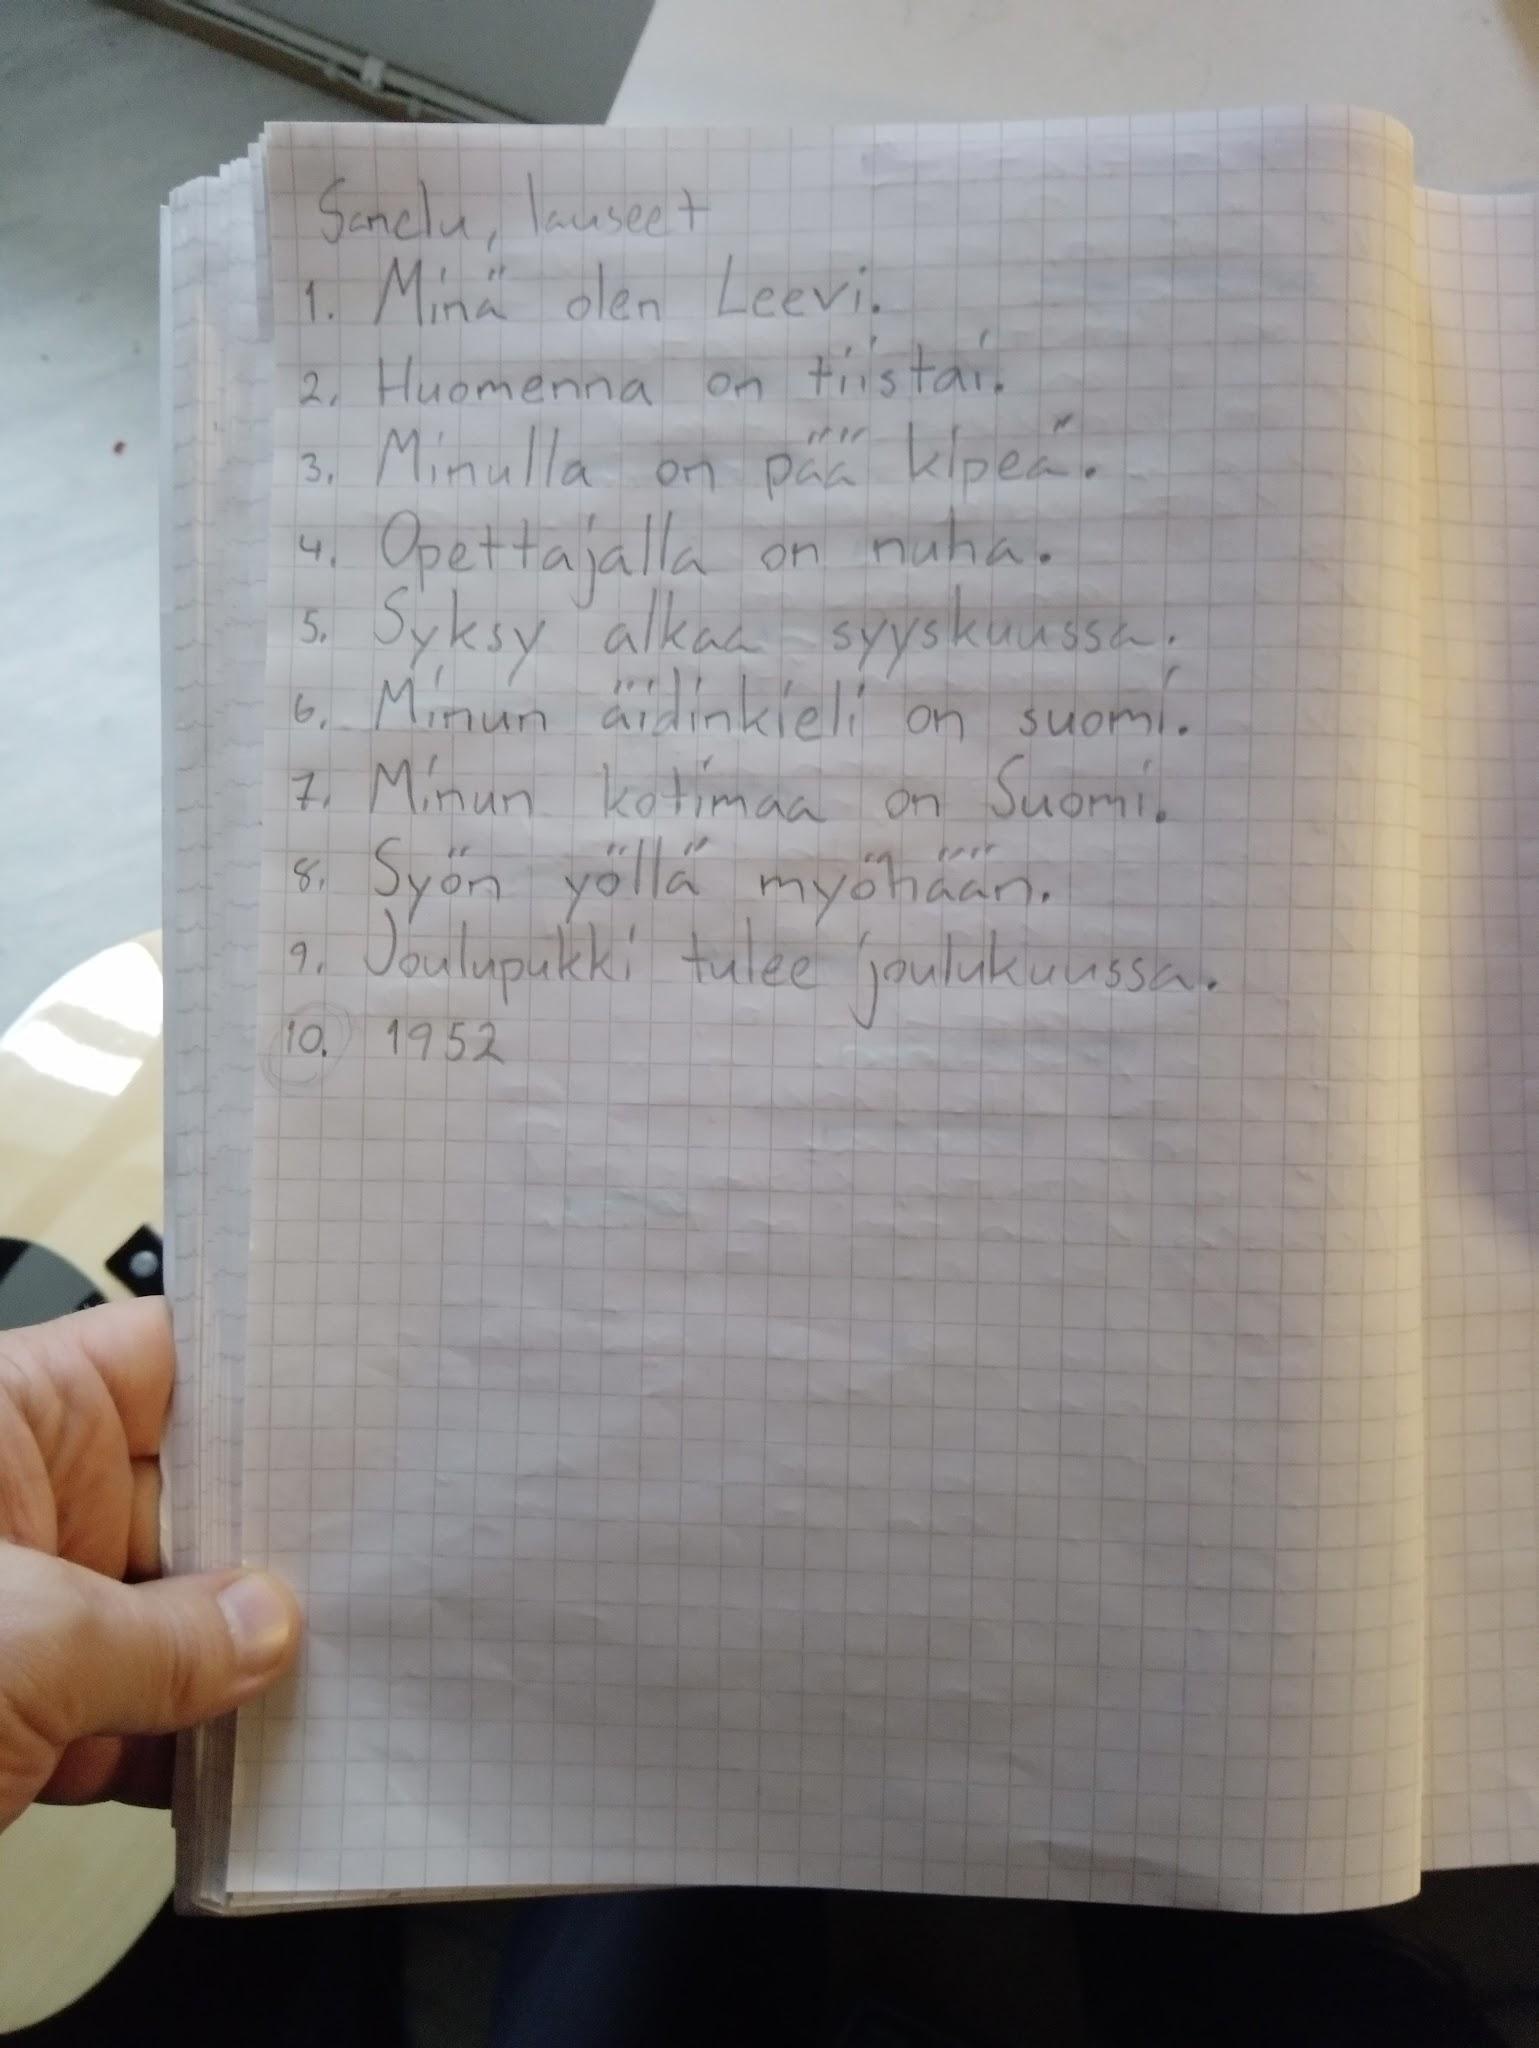 Sanelu, lauseet
1. Minä olen Leevi.
2. Huomenna on tiistai.
3. Minulla on pää kipeä.
4. Opettajalla on nuha.
5. Syksy alkaa syyskuussa.
6. Minun äidinkieli on suomi.
7. Minun kotimaa on Suomi.
8. Syön yöllä myöhään.
9. Joulupukki tulee joulukuussa.
10. 1952